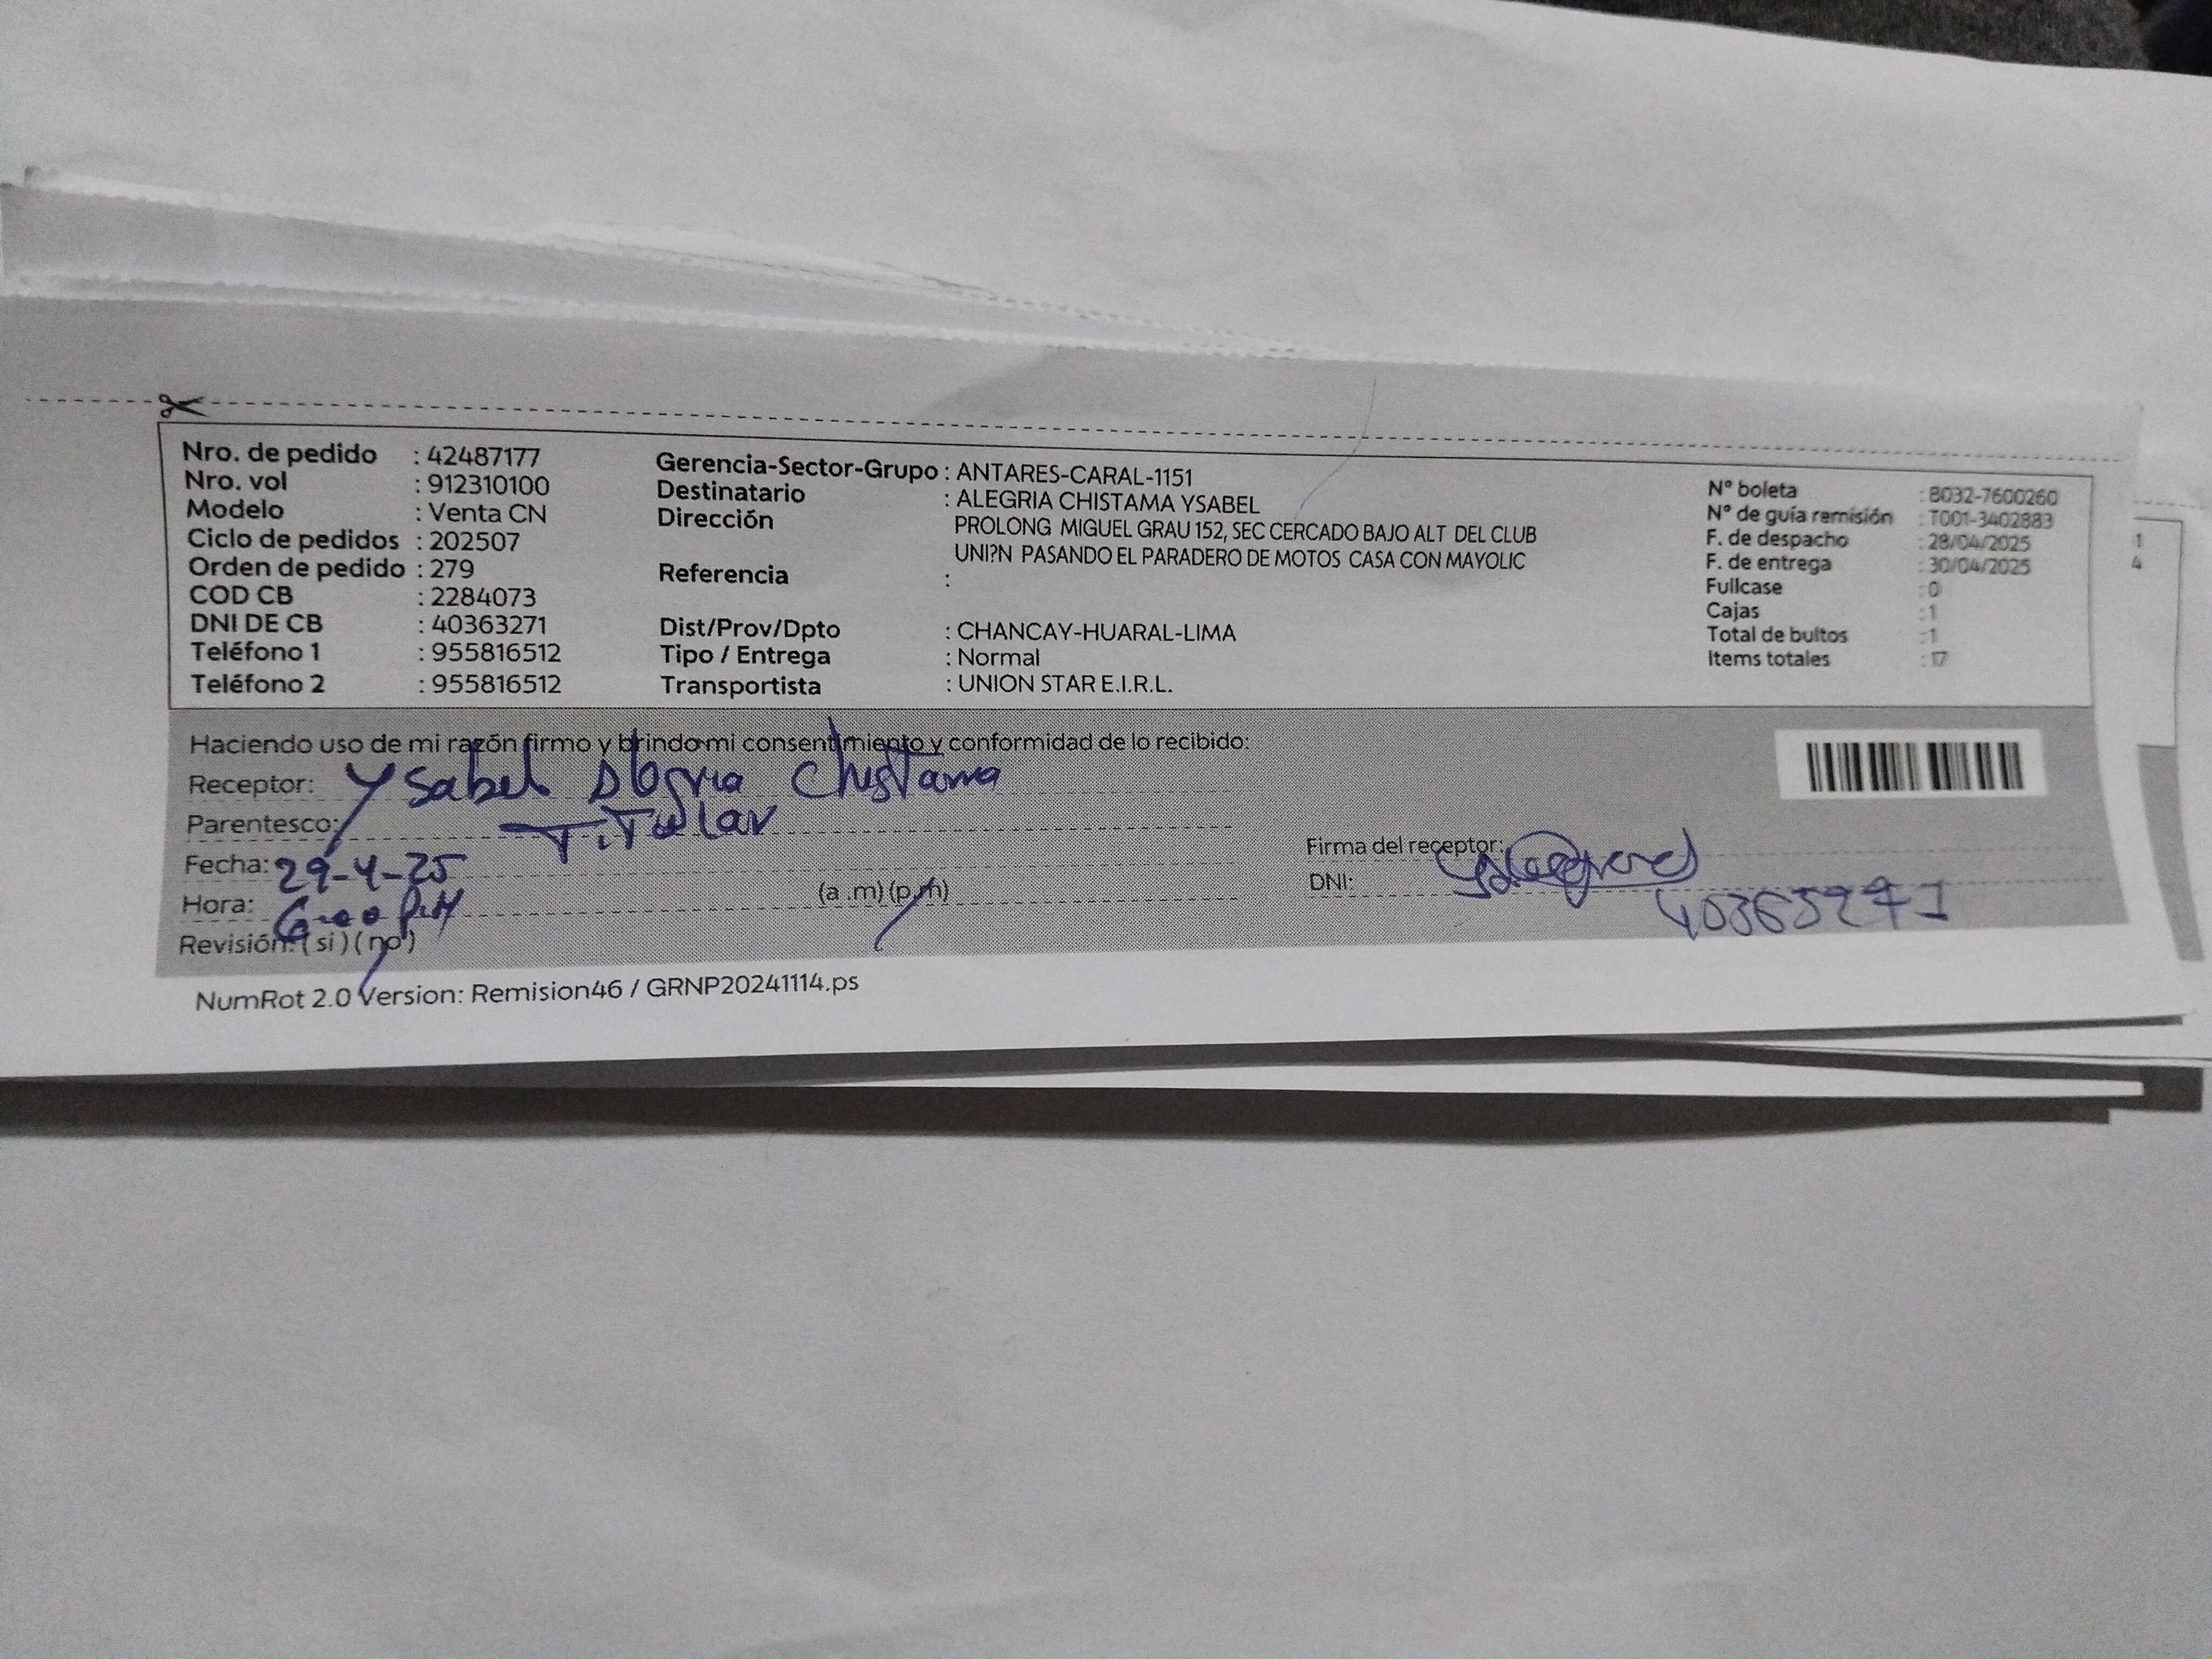 Nro. de pedido : 42487177
Nro. vol : 912310100
Modelo : Venta CN
Ciclo de pedidos : 202507
Orden de pedido : 279
COD CB : 2284073
DNI DE CB : 40363271
Teléfono 1 : 955816512
Teléfono 2 : 955816512
Gerencia-Sector-Grupo : ANTARES-CARAL-1151
Destinatario : ALEGRIA CHISTAMA YSABEL
Dirección PROLONG MIGUEL GRAU 152, SEC CERCADO BAJO ALT DEL CLUB
UNI?N PASANDO EL PARADERO DE MOTOS CASA CON MAYOLIC
Referencia :
Dist/Prov/Dpto : CHANCAY-HUARAL-LIMA
Tipo / Entrega : Normal
Transportista : UNION STAR E.I.R.L.
N° boleta : B032-7600260
N° de guía remisión : T001-3402883
F. de despacho : 28/04/2025
F. de entrega : 30/04/2025
Fullcase : 0
Cajas : 1
Total de bultos : 1
Items totales : 17
1
4
Haciendo uso de mi razón firmo y brindo mi consentimiento y conformidad de lo recibido:
Receptor: Ysabel Alegria Chistama
Parentesco: Titular
Fecha: 29-4-25
Hora: 6:00 PM (a .m) (p.m)
Revisión: ( si ) ( no )
Firma del receptor:
DNI: 40363271
NumRot 2.0 Version: Remision46 / GRNP20241114.ps